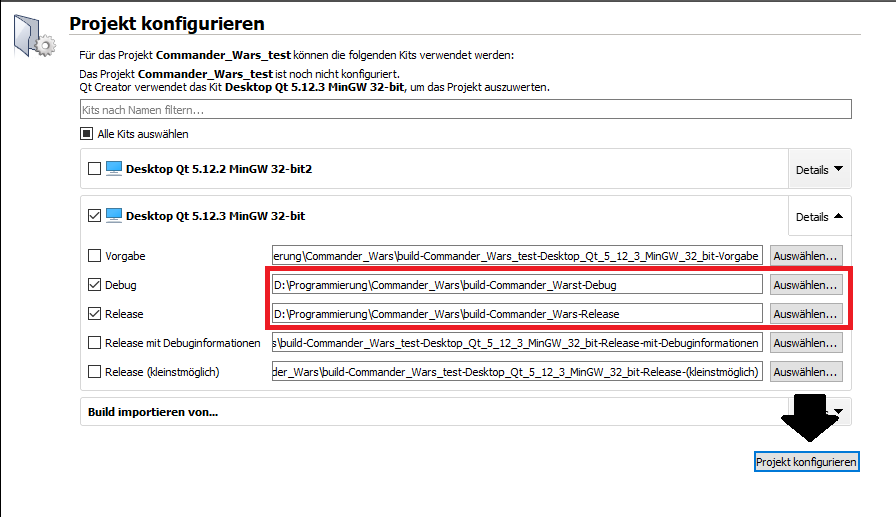 Projekt konfigurieren
Für das Projekt Commander_Wars_test können die folgenden Kits verwendet werden:
Das Projekt Commander_Wars_test ist noch nicht konfiguriert.
Qt Creator verwendet das Kit Desktop Qt 5.12.3 MinGW 32-bit, um das Projekt auszuwerten.
Kits nach Namen filtern...
Alle Kits auswählen
Desktop Qt 5.12.2 MinGW 32-bit2 Details
Desktop Qt 5.12.3 MinGW 32-bit Details
Vorgabe erung\Commander_Wars\build-Commander_Wars_test-Desktop_Qt_5_12_3_MinGW_32_bit-Vorgabe Auswählen...
Debug D:\Programmierung\Commander_Wars\build-Commander_Warst-Debug Auswählen...
Release D:\Programmierung\Commander_Wars\build-Commander_Wars-Release Auswählen...
Release mit Debuginformationen s\build-Commander_Wars_test-Desktop_Qt_5_12_3_MinGW_32_bit-Release-mit-Debuginformationen Auswählen...
Release (kleinstmöglich) der_Wars\build-Commander_Wars_test-Desktop_Qt_5_12_3_MinGW_32_bit-Release-(kleinstmöglich) Auswählen...
Build importieren von...
Projekt konfigurieren